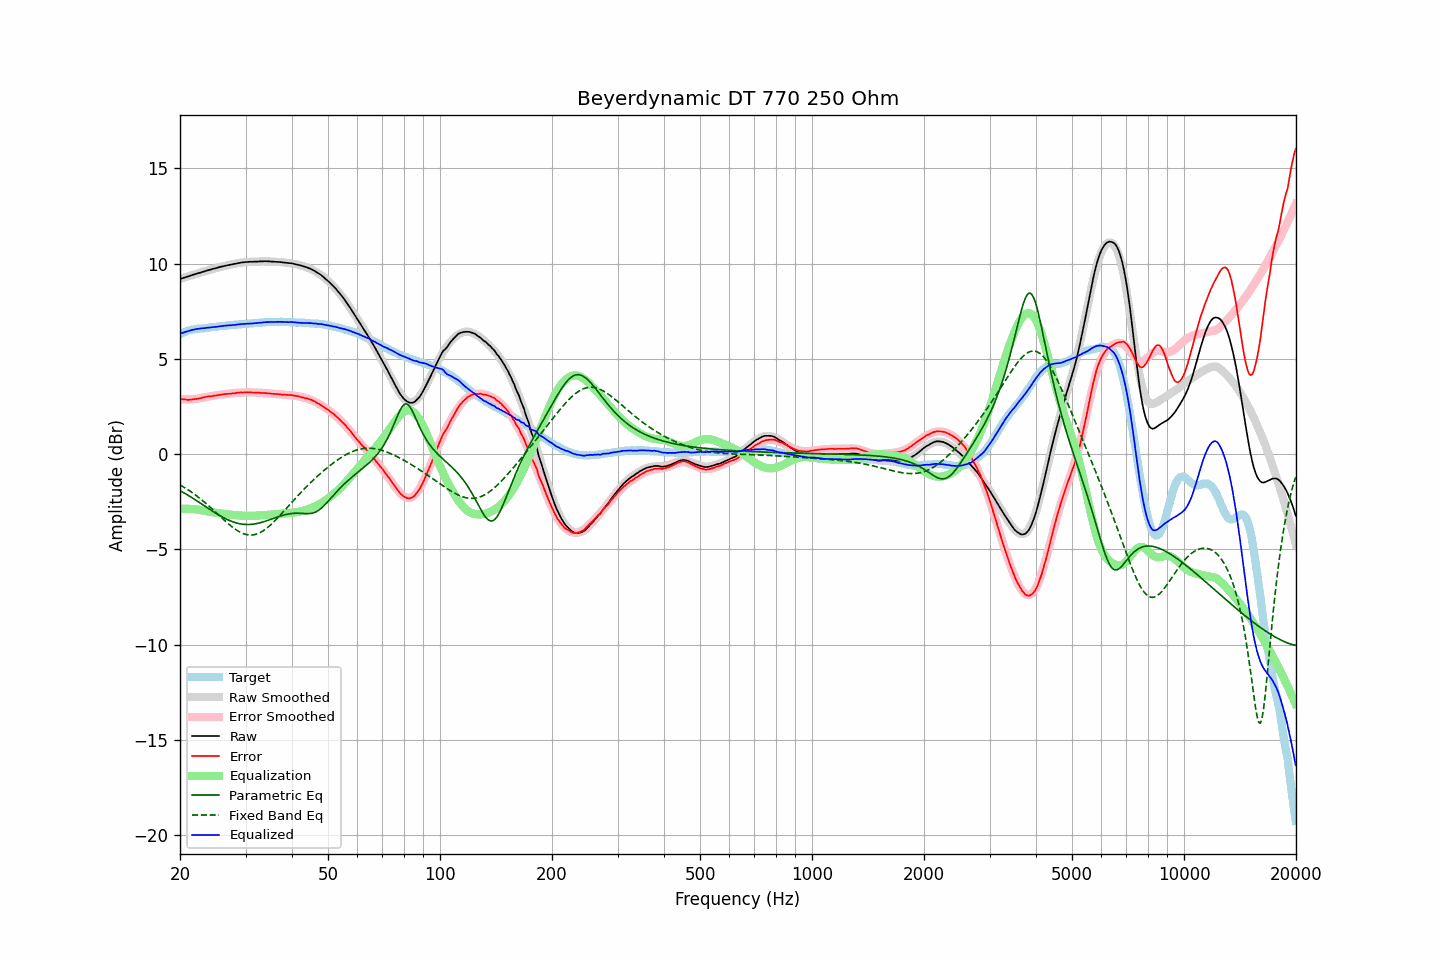 Beyerdynamic DT 770 250 Ohm
Amplitude (dBr)
15
10
5
0
−5
−10
−15
−20
Target
Raw Smoothed
Error Smoothed
Raw
Error
Equalization
Parametric Eq
Fixed Band Eq
Equalized
20 50 100 200 500 1000 2000 5000 10000 20000
Frequency (Hz)